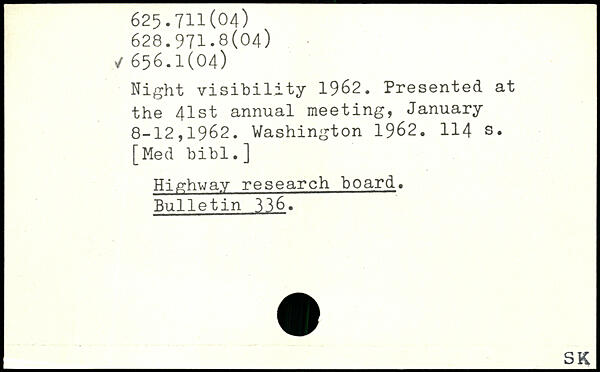 625.711(04)
628.971.8(04)
✓ 656.1(04)
Night visibility 1962. Presented at
the 41st annual meeting, January
8-12,1962. Washington 1962. 114 s.
[Med bibl.]
Highway research board.
Bulletin 336.
SK